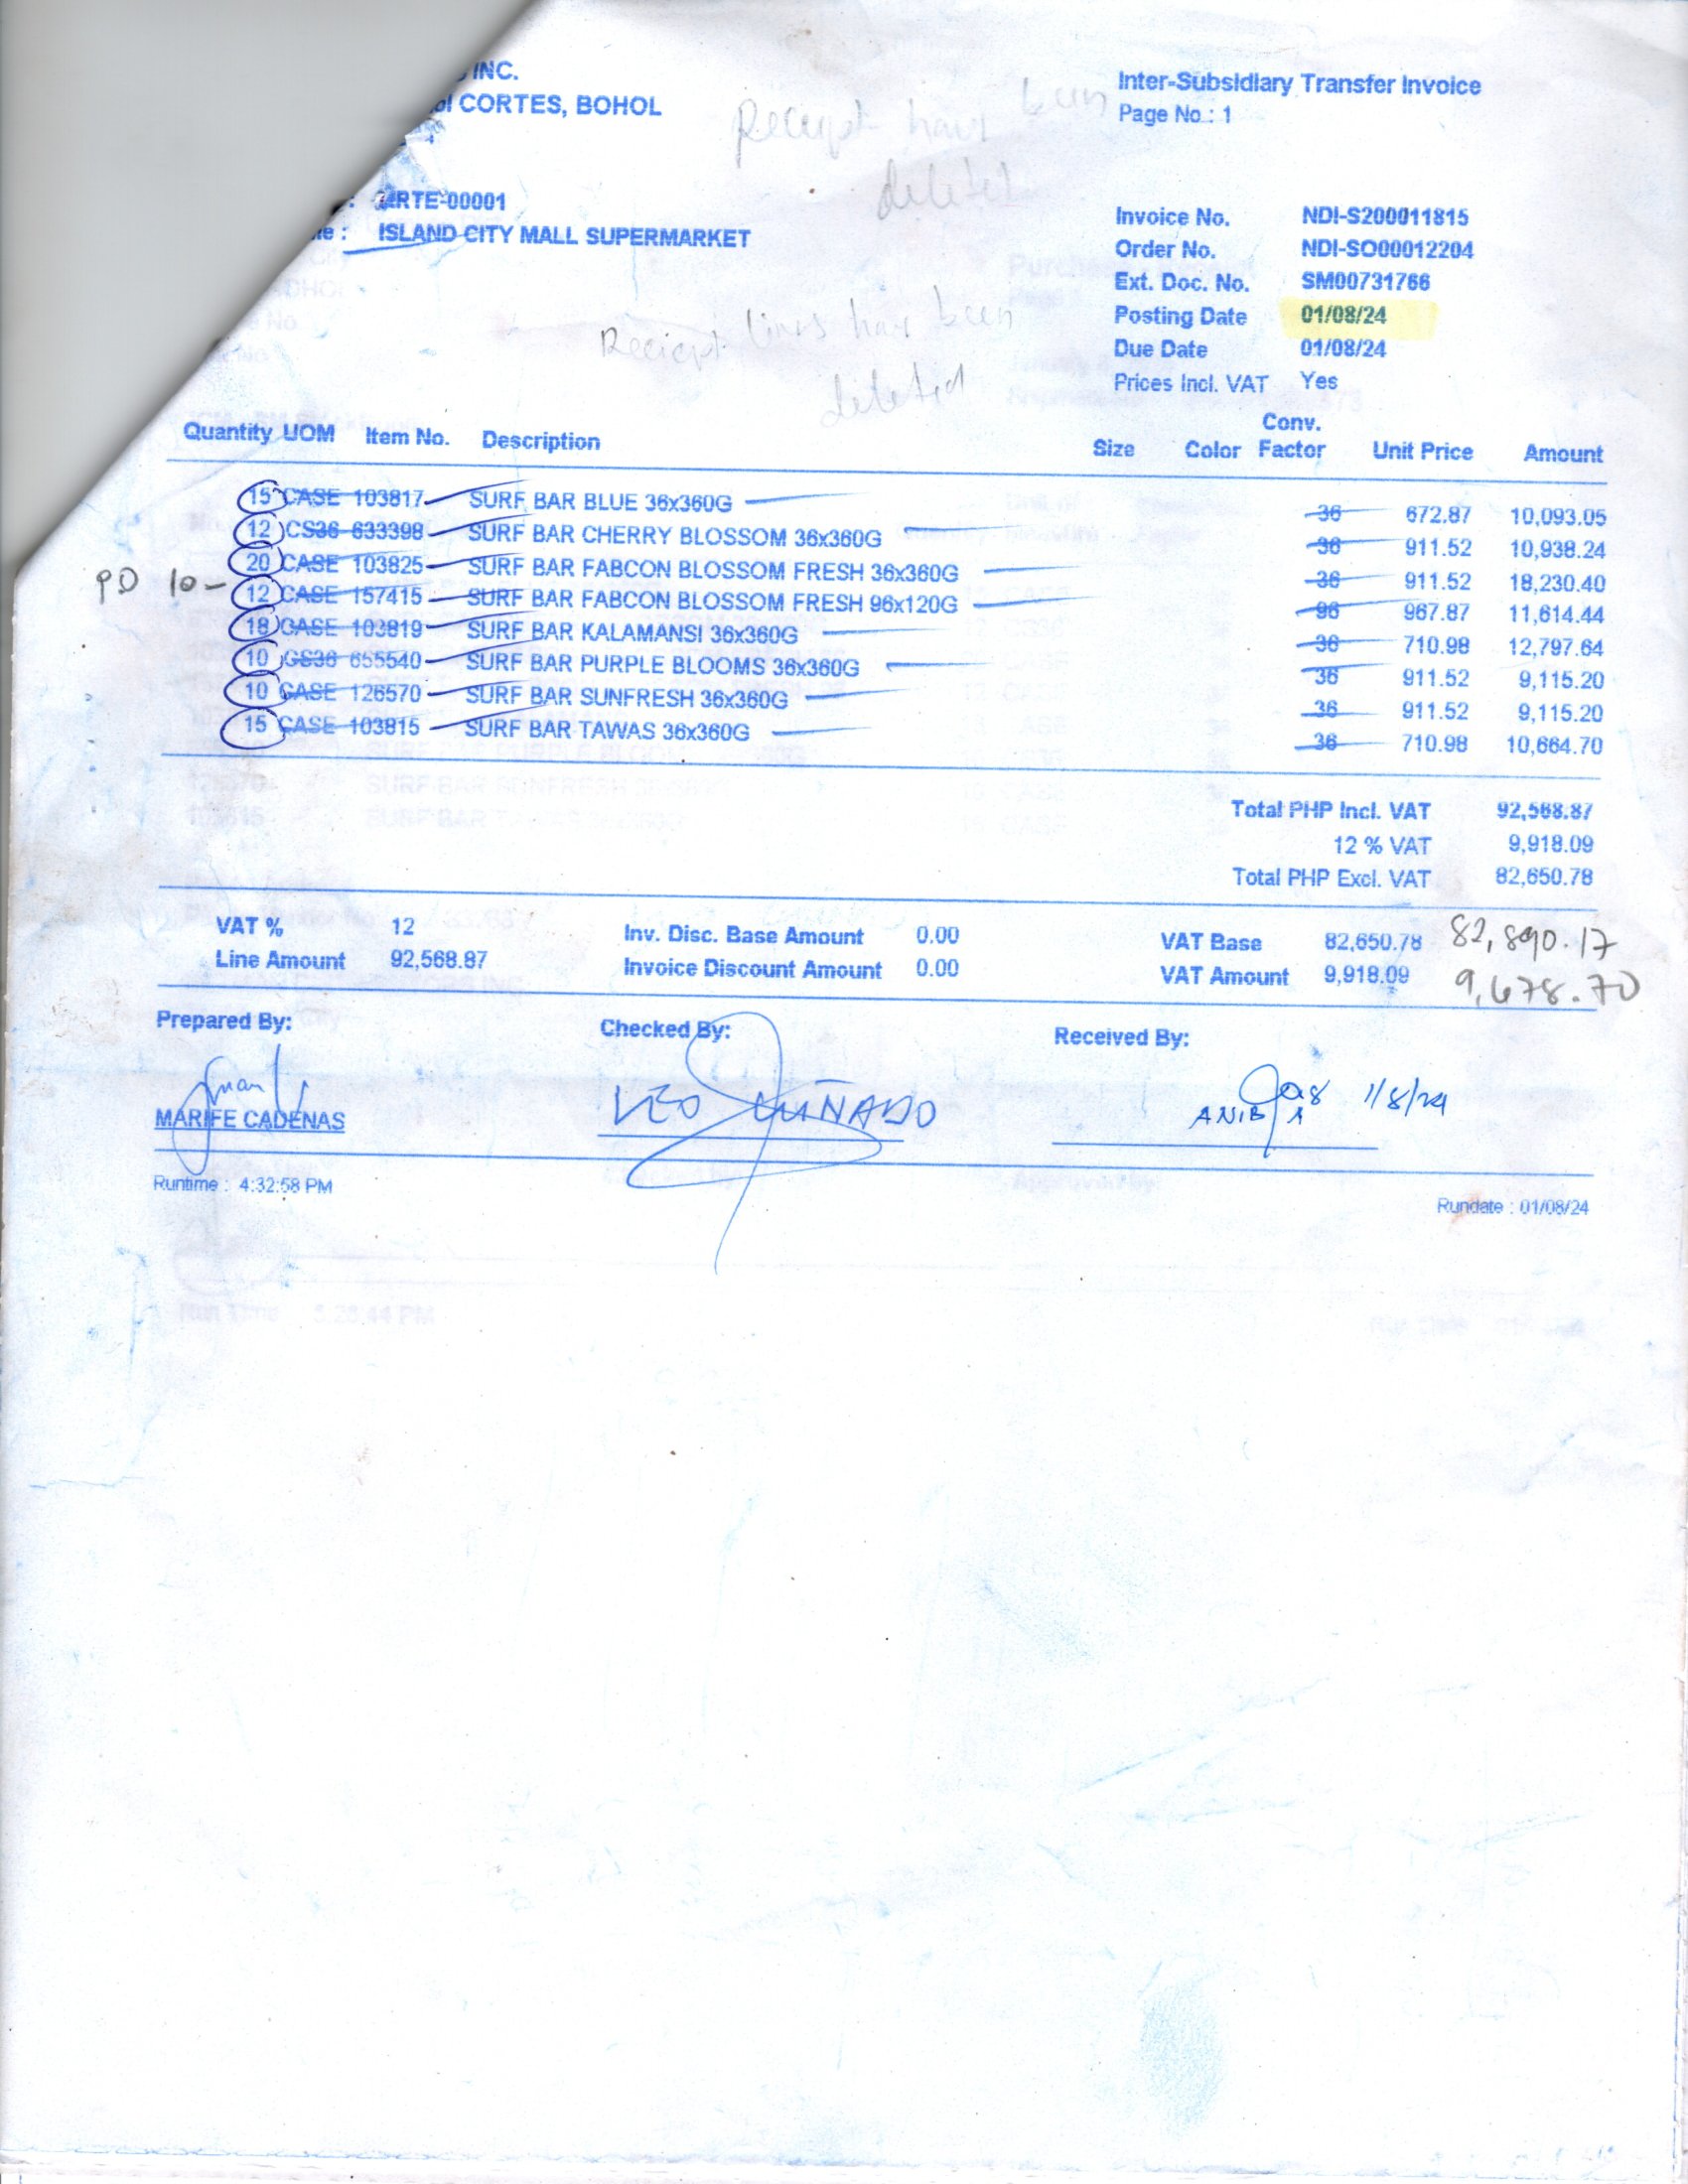 INC.
CORTES, BOHOL
Inter-Subsidiary Transfer Invoice
Page No.: 1
Receipt have been
deleted
RTE-00001
: ISLAND CITY MALL SUPERMARKET
Invoice No. NDI-S200011815
Order No. NDI-SO00012204
Ext. Doc. No. SM00731766
Posting Date 01/08/24
Due Date 01/08/24
Prices Incl. VAT Yes
Reciept lines have been
deleted
Quantity UOM Item No. Description Size Color Conv. Factor Unit Price Amount
15 CASE 103817 SURF BAR BLUE 36x360G 36 672.87 10,093.05
12 CS36 633398 SURF BAR CHERRY BLOSSOM 36x360G 36 911.52 10,938.24
20 CASE 103825 SURF BAR FABCON BLOSSOM FRESH 36x360G 36 911.52 18,230.40
PD 10- 12 CASE 157415 SURF BAR FABCON BLOSSOM FRESH 96x120G 96 967.87 11,614.44
18 CASE 103819 SURF BAR KALAMANSI 36x360G 36 710.98 12,797.64
10 CS36 655540 SURF BAR PURPLE BLOOMS 36x360G 36 911.52 9,115.20
10 CASE 126570 SURF BAR SUNFRESH 36x360G 36 911.52 9,115.20
15 CASE 103815 SURF BAR TAWAS 36x360G 36 710.98 10,664.70
Total PHP Incl. VAT 92,568.87
12 % VAT 9,918.09
Total PHP Excl. VAT 82,650.78
VAT % 12 Inv. Disc. Base Amount 0.00 VAT Base 82,650.78 82,890.17
Line Amount 92,568.87 Invoice Discount Amount 0.00 VAT Amount 9,918.09 9,678.70
Prepared By: Checked By: Received By:
MARIFE CADENAS
1/8/24
Runtime : 4:32:58 PM
Rundate : 01/08/24